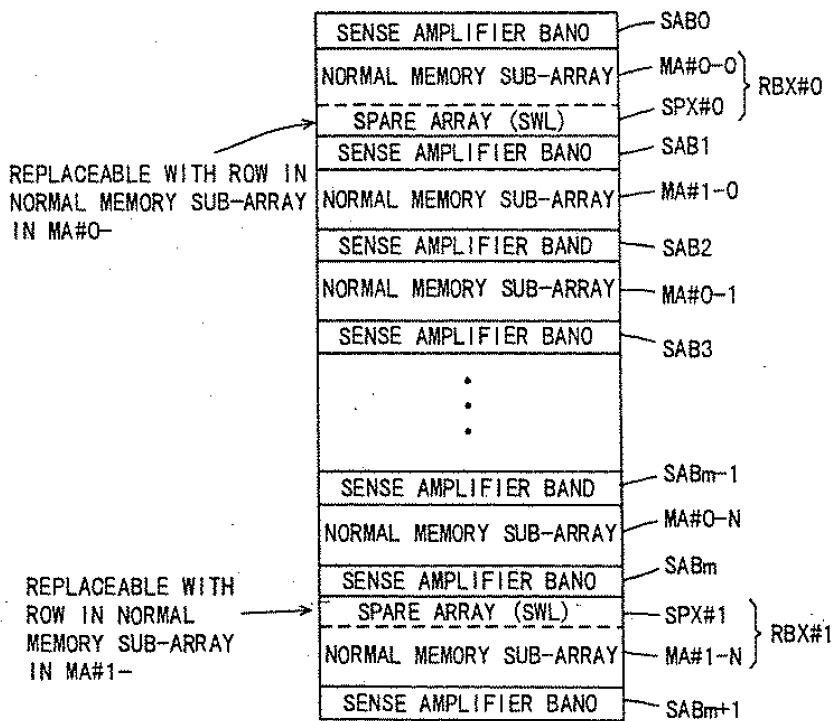 SENSE AMPLIFIER BANO SAB0
NORMAL MEMORY SUB-ARRAY MA#0-0
RBX#0
SPARE ARRAY (SWL) SPX#0
SENSE AMPLIFIER BANO SAB1
REPLACEABLE WITH ROW IN
NORMAL MEMORY SUB-ARRAY
IN MA#0-
NORMAL MEMORY SUB-ARRAY MA#1-0
SENSE AMPLIFIER BAND SAB2
NORMAL MEMORY SUB-ARRAY MA#0-1
SENSE AMPLIFIER BANO SAB3
SENSE AMPLIFIER BAND SABm-1
NORMAL MEMORY SUB-ARRAY MA#0-N
SENSE AMPLIFIER BANO SABm
REPLACEABLE WITH
ROW IN NORMAL
MEMORY SUB-ARRAY
IN MA#1-
SPARE ARRAY (SWL) SPX#1
RBX#1
NORMAL MEMORY SUB-ARRAY MA#1-N
SENSE AMPLIFIER BANO SABm+1